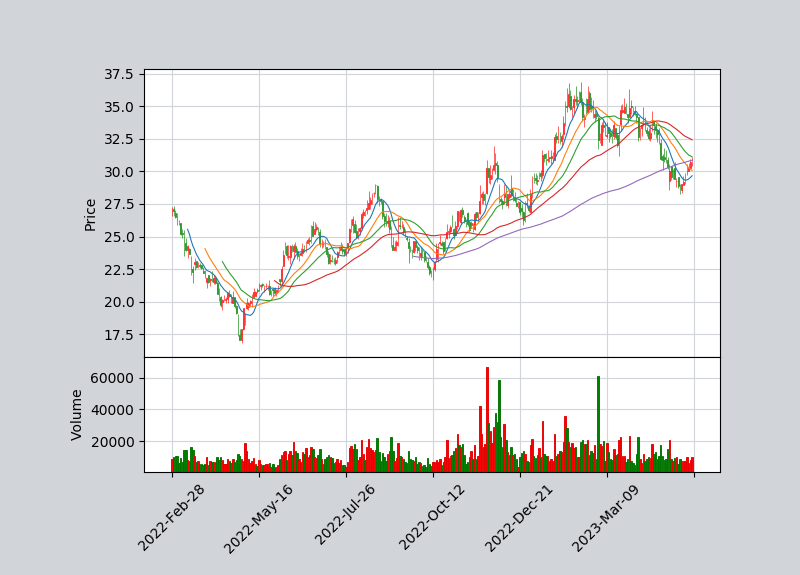 37.5
35.0
32.5
30.0
27.5
25.0
22.5
20.0
17.5
Price
60000
40000
20000
Volume
2022-Feb-28
2022-May-16
2022-Jul-26
2022-Oct-12
2022-Dec-21
2023-Mar-09